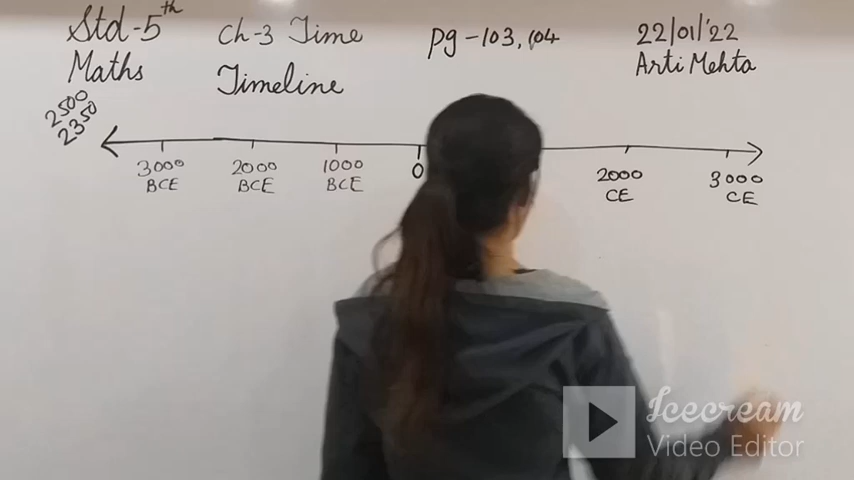 Std-5th Ch-3 Time Pg-103,104 22/01/'22
Maths Timeline Arti Mehta
2500
2350
3000 2000 1000 0 2000 3000
BCE BCE BCE CE CE
Icecream
Video Editor